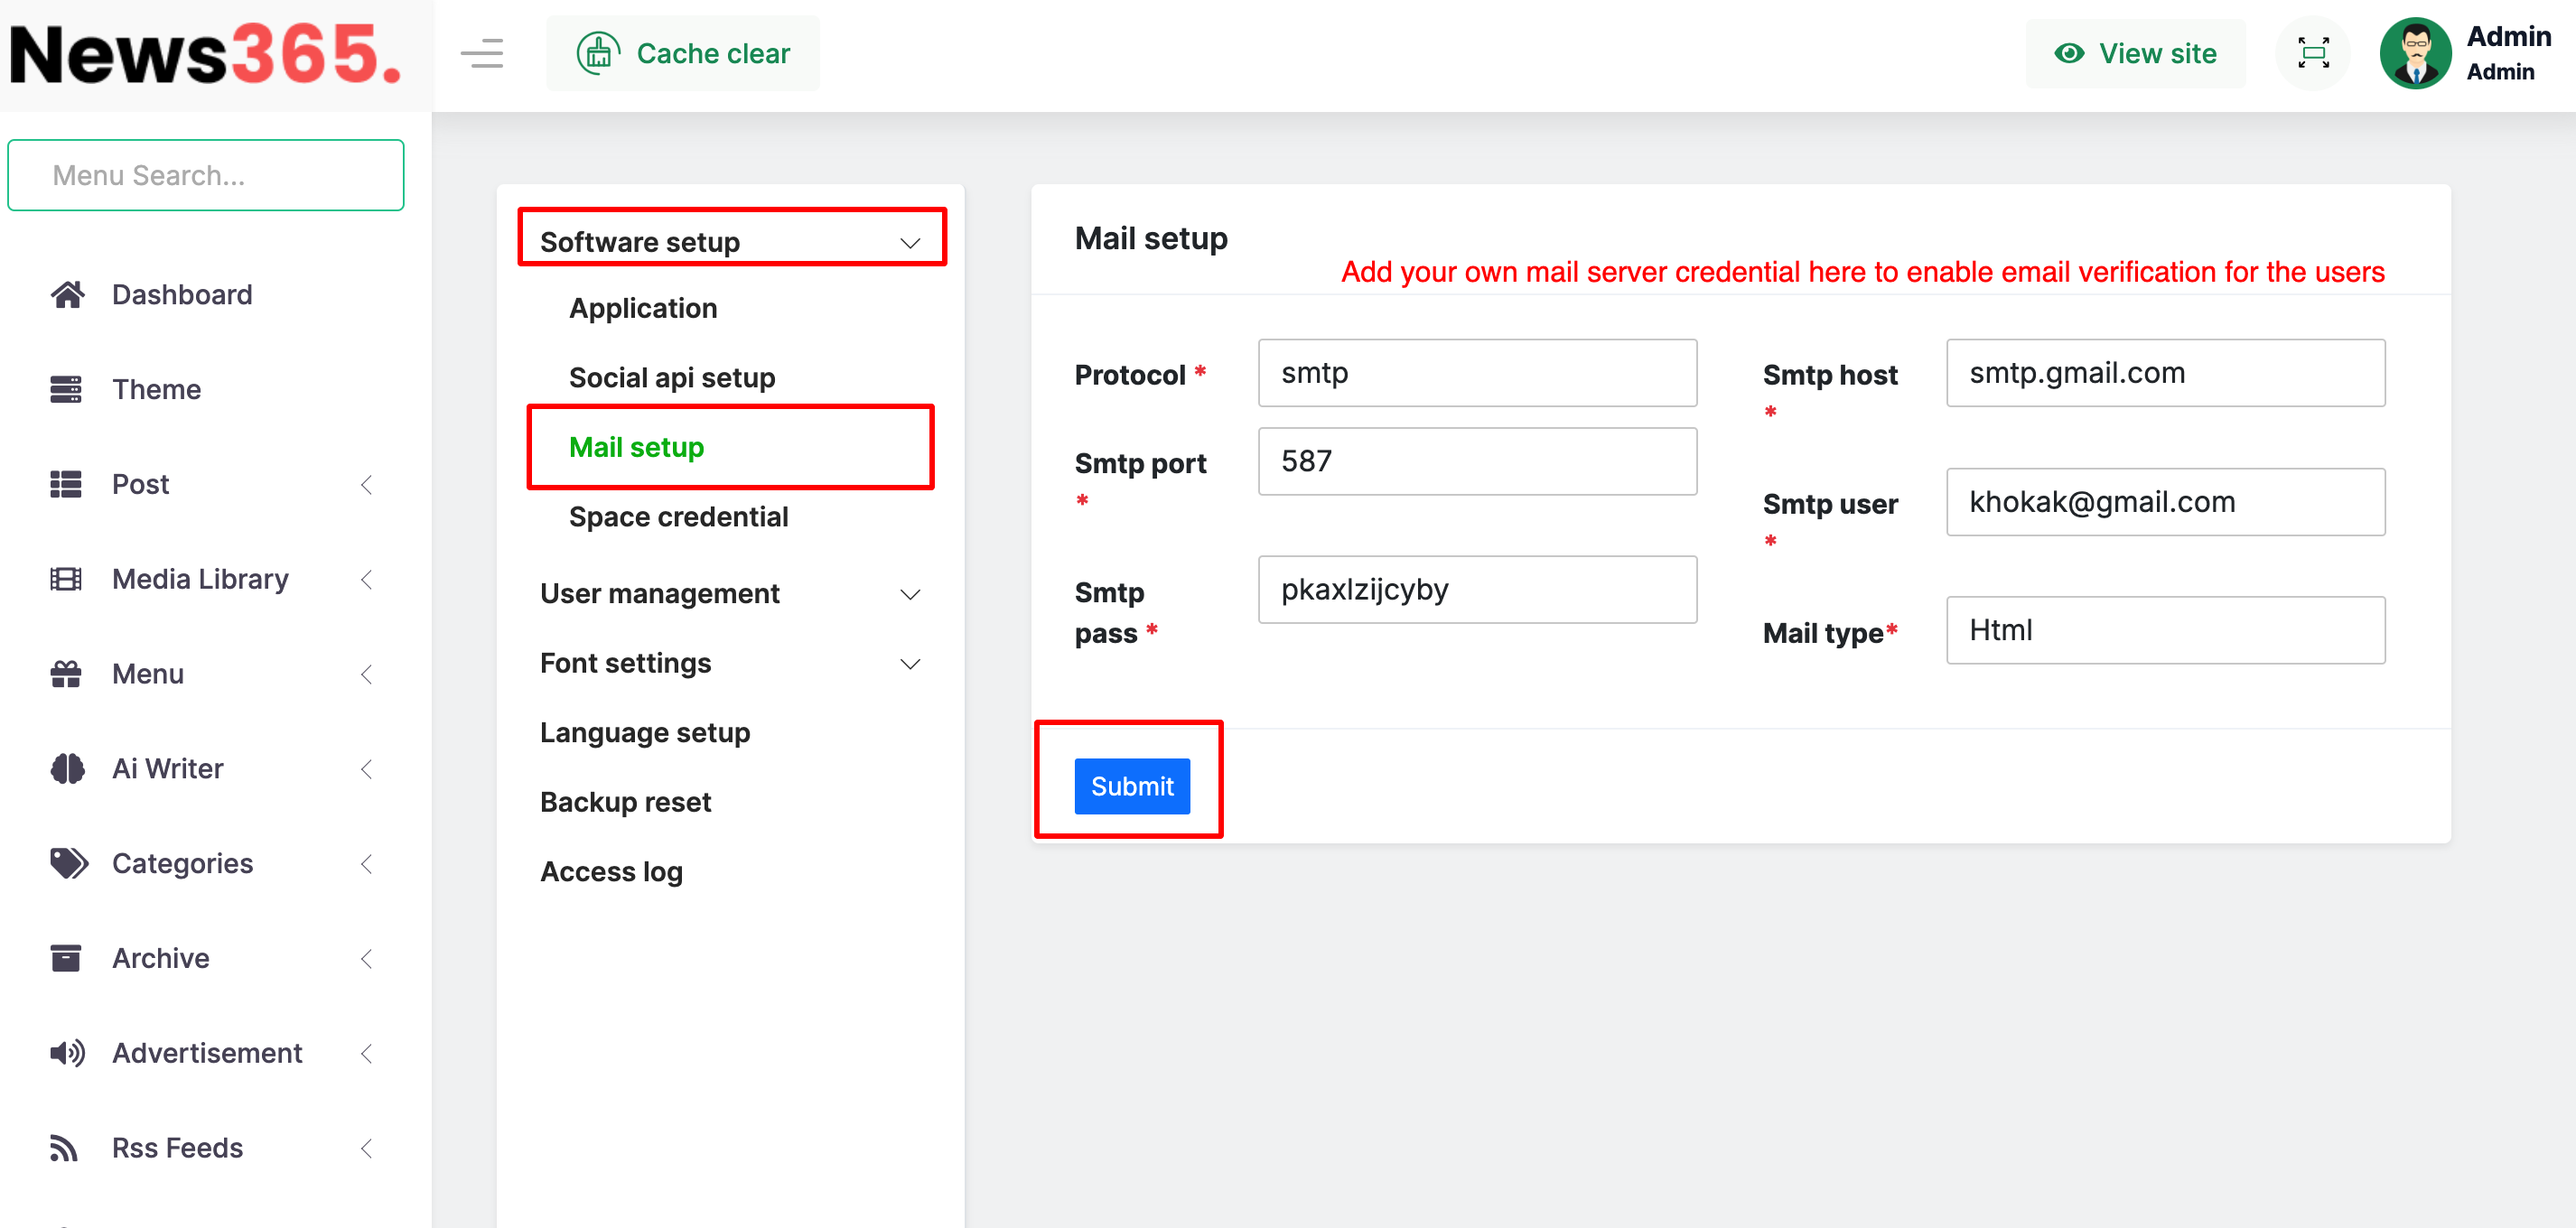 News365.
Cache clear
View site
Admin
Admin
Menu Search...
Dashboard
Theme
Post
Media Library
Menu
Ai Writer
Categories
Archive
Advertisement
Rss Feeds
Software setup
Application
Social api setup
Mail setup
Space credential
User management
Font settings
Language setup
Backup reset
Access log
Mail setup
Add your own mail server credential here to enable email verification for the users
Protocol *
smtp
Smtp host
*
smtp.gmail.com
Smtp port
*
587
Smtp user
*
khokak@gmail.com
Smtp
pass *
pkaxlzijcyby
Mail type*
Html
Submit